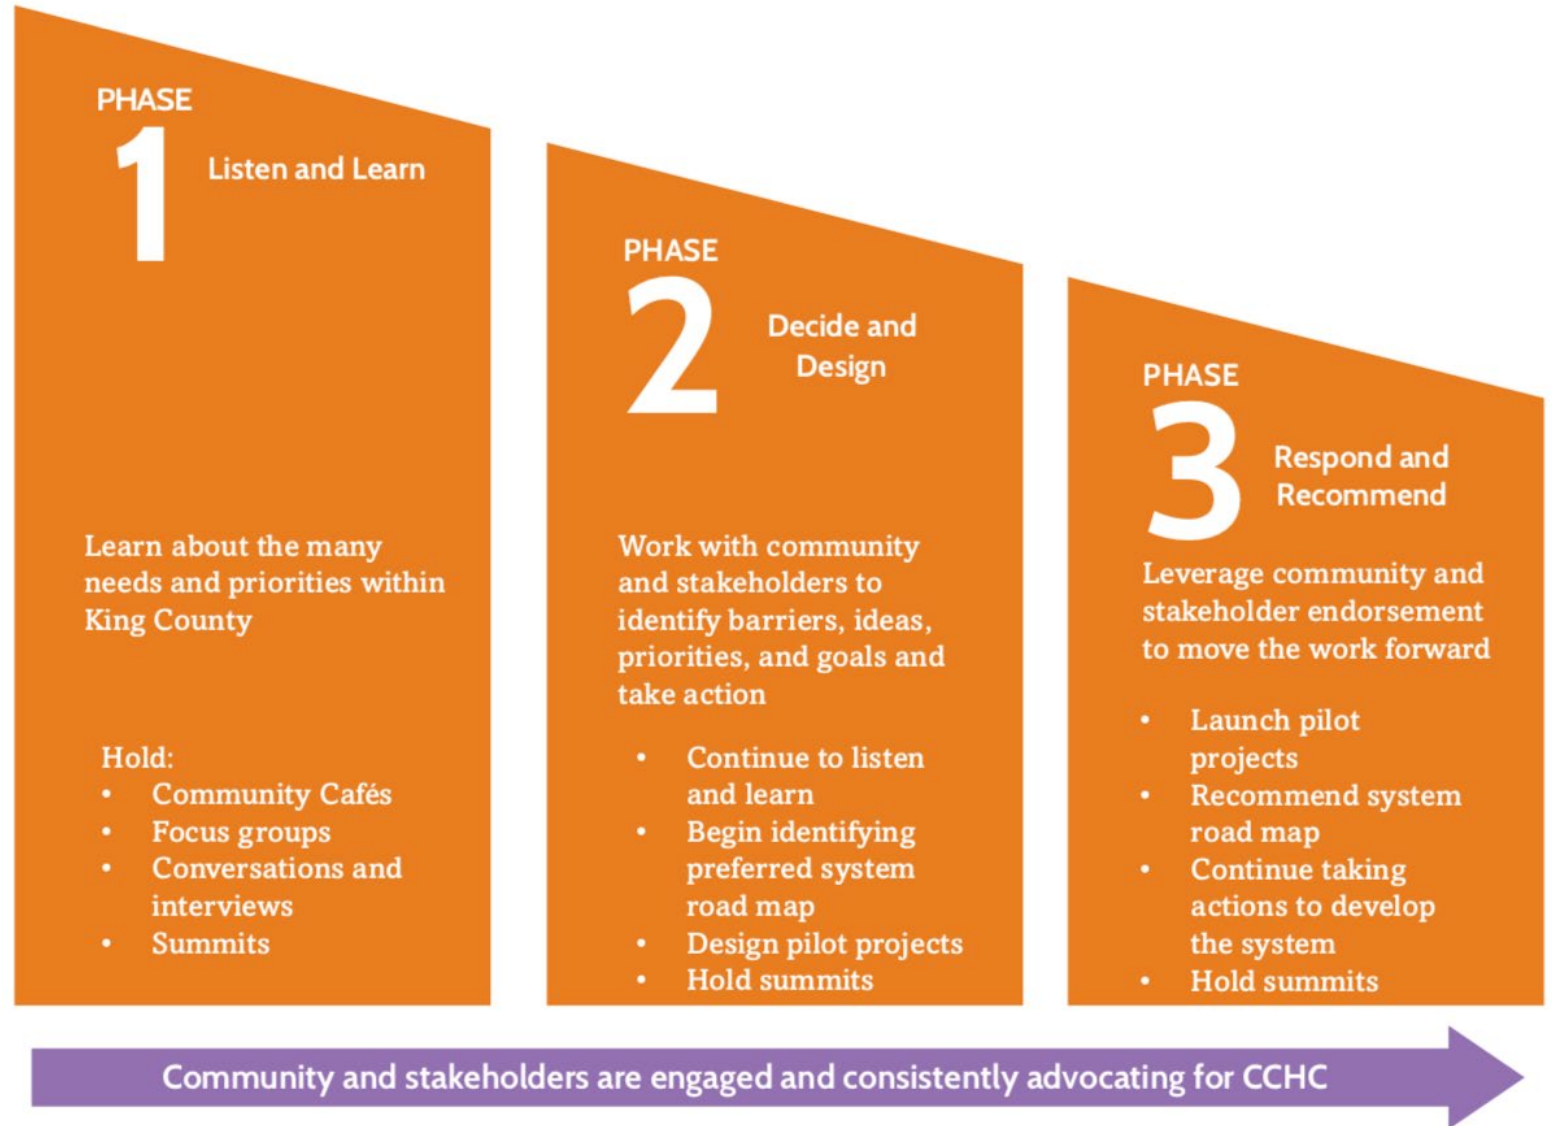 PHASE
1
Listen and Learn
Learn about the many
needs and priorities within
King County
Hold:
• Community Cafés
• Focus groups
• Conversations and
interviews
• Summits
PHASE
2
Decide and
Design
Work with community
and stakeholders to
identify barriers, ideas,
priorities, and goals and
take action
• Continue to listen
and learn
• Begin identifying
preferred system
road map
• Design pilot projects
• Hold summits
PHASE
3
Respond and
Recommend
Leverage community and
stakeholder endorsement
to move the work forward
• Launch pilot
projects
• Recommend system
road map
• Continue taking
actions to develop
the system
• Hold summits
Community and stakeholders are engaged and consistently advocating for CCHC